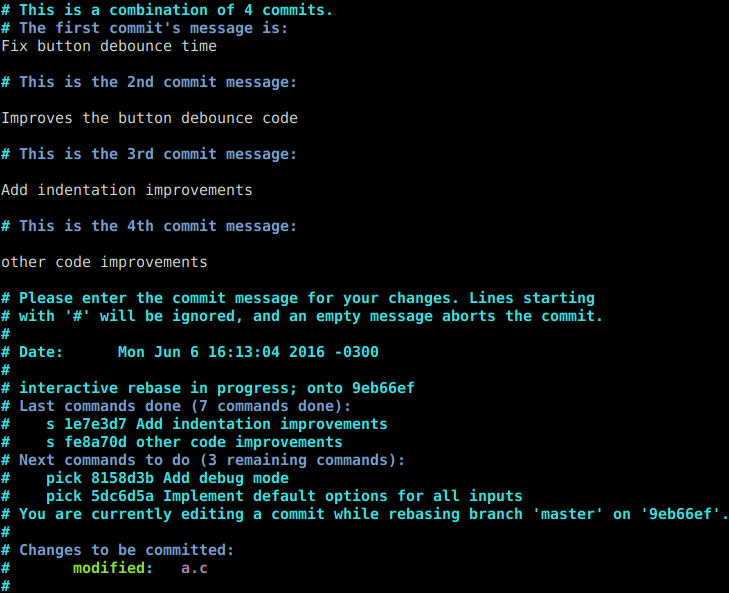 # This is a combination of 4 commits.
# The first commit's message is:
Fix button debounce time
# This is the 2nd commit message:
Improves the button debounce code
# This is the 3rd commit message:
Add indentation improvements
# This is the 4th commit message:
other code improvements
# Please enter the commit message for your changes. Lines starting
# with '#' will be ignored, and an empty message aborts the commit.
#
# Date:      Mon Jun 6 16:13:04 2016 -0300
#
# interactive rebase in progress; onto 9eb66ef
# Last commands done (7 commands done):
#    s 1e7e3d7 Add indentation improvements
#    s fe8a70d other code improvements
# Next commands to do (3 remaining commands):
#    pick 8158d3b Add debug mode
#    pick 5dc6d5a Implement default options for all inputs
# You are currently editing a commit while rebasing branch 'master' on '9eb66ef'.
#
# Changes to be committed:
#       modified:   a.c
#